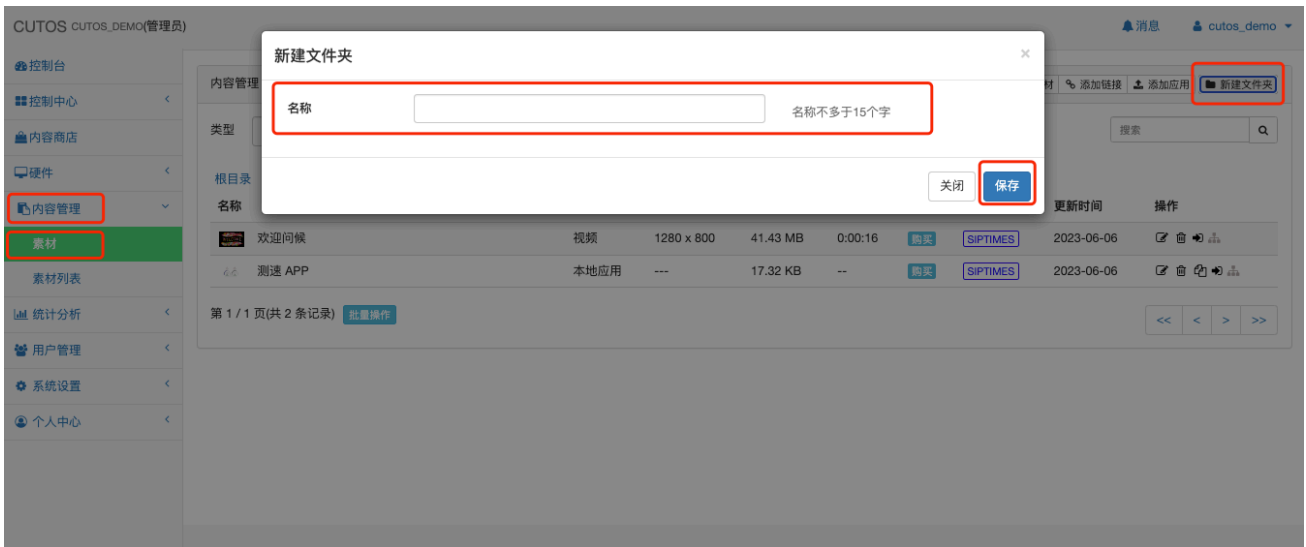 CUTOS CUTOS_DEMO(管理员)
消息
cutos_demo
控制台
控制中心
内容商店
硬件
内容管理
素材
素材列表
统计分析
用户管理
系统设置
个人中心
新建文件夹
×
名称
名称不多于15个字
关闭
保存
内容管理
材
添加链接
添加应用
新建文件夹
类型
搜索
根目录
名称 更新时间 操作
欢迎问候 视频 1280 x 800 41.43 MB 0:00:16 购买 SIPTIMES 2023-06-06
测速 APP 本地应用 --- 17.32 KB -- 购买 SIPTIMES 2023-06-06
第 1 / 1 页(共 2 条记录) 批量操作
<< < > >>